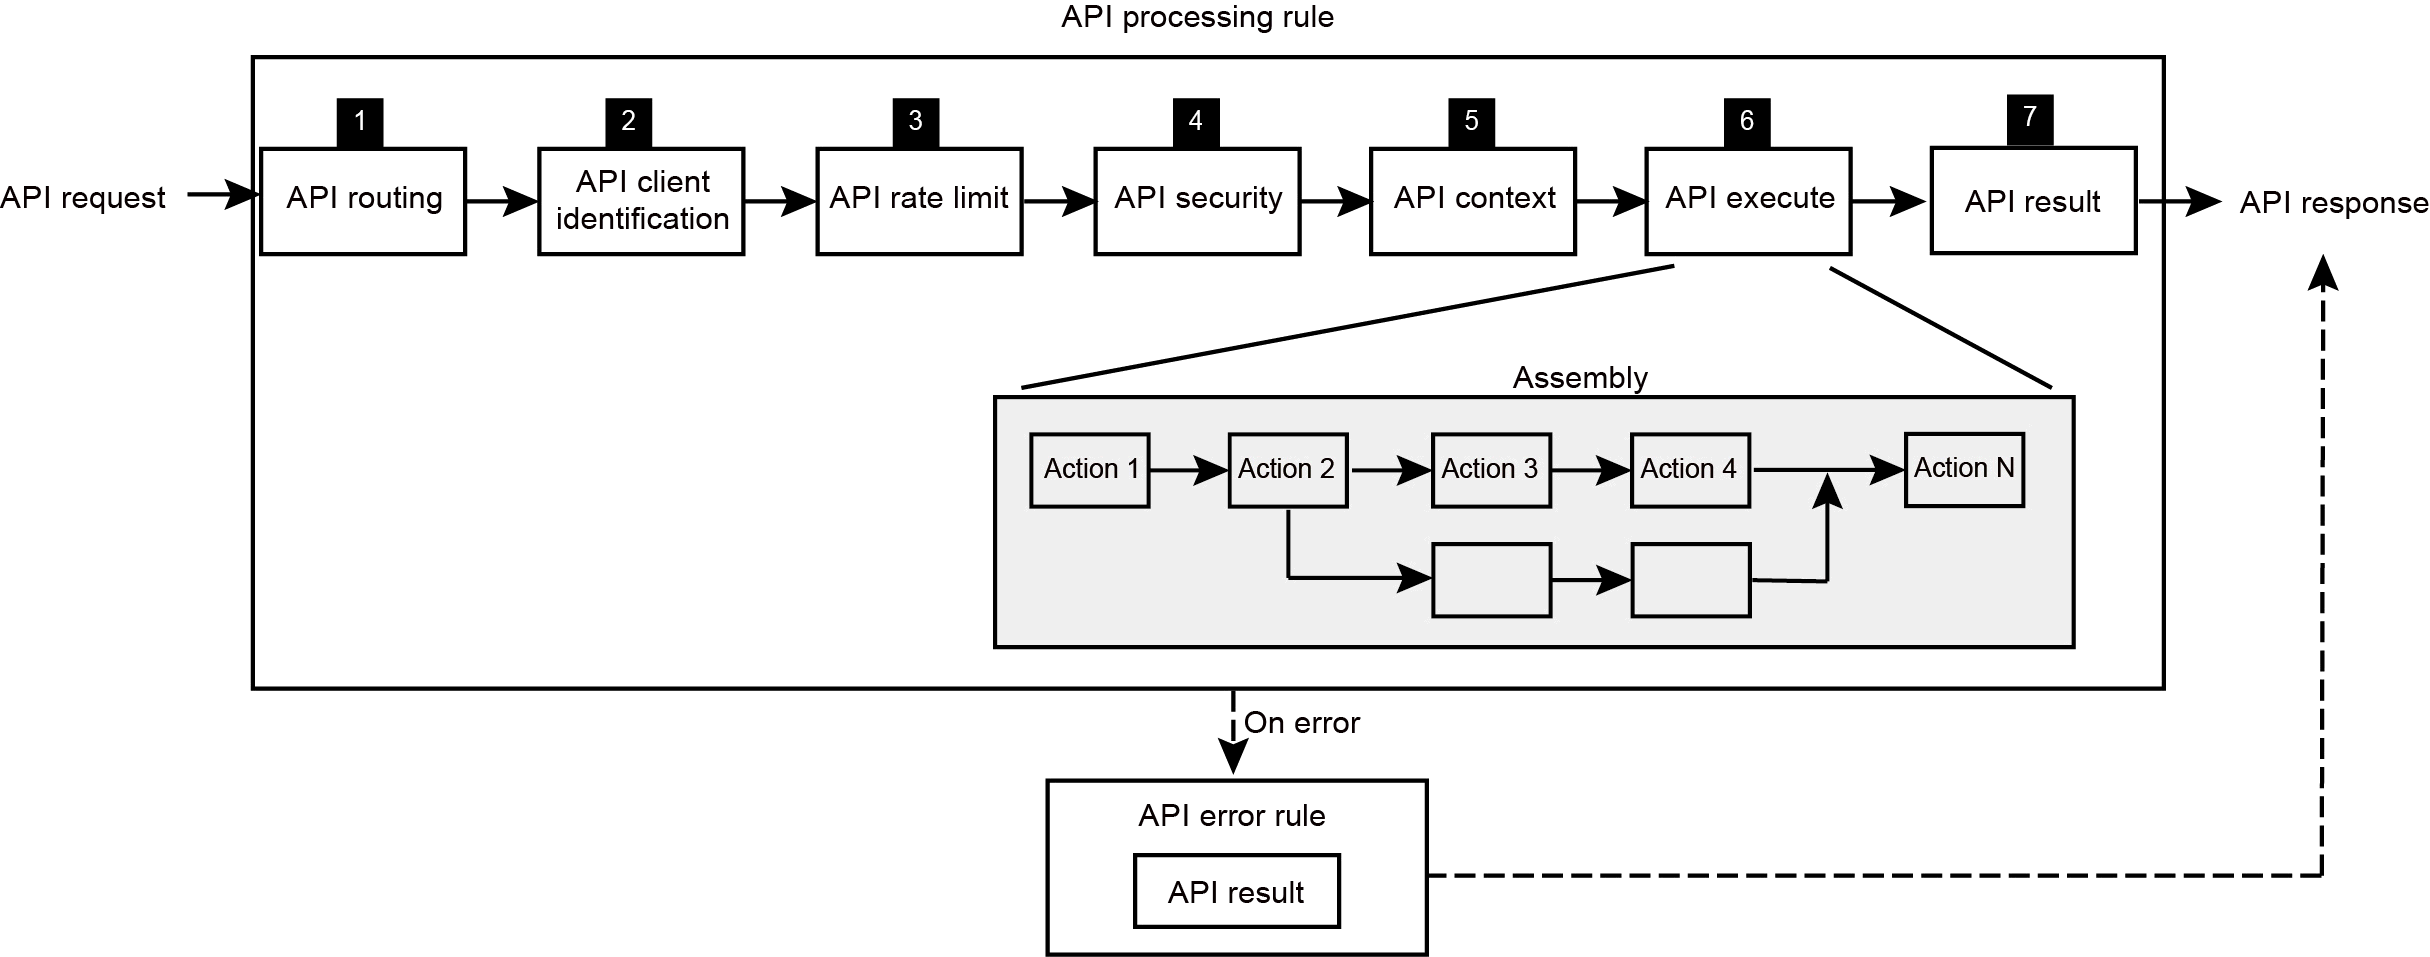 API processing rule
1
2
3
4
5
6
7
API request
API routing
API client
identification
API rate limit
API security
API context
API execute
API result
API response
Assembly
Action 1
Action 2
Action 3
Action 4
Action N
On error
API error rule
API result